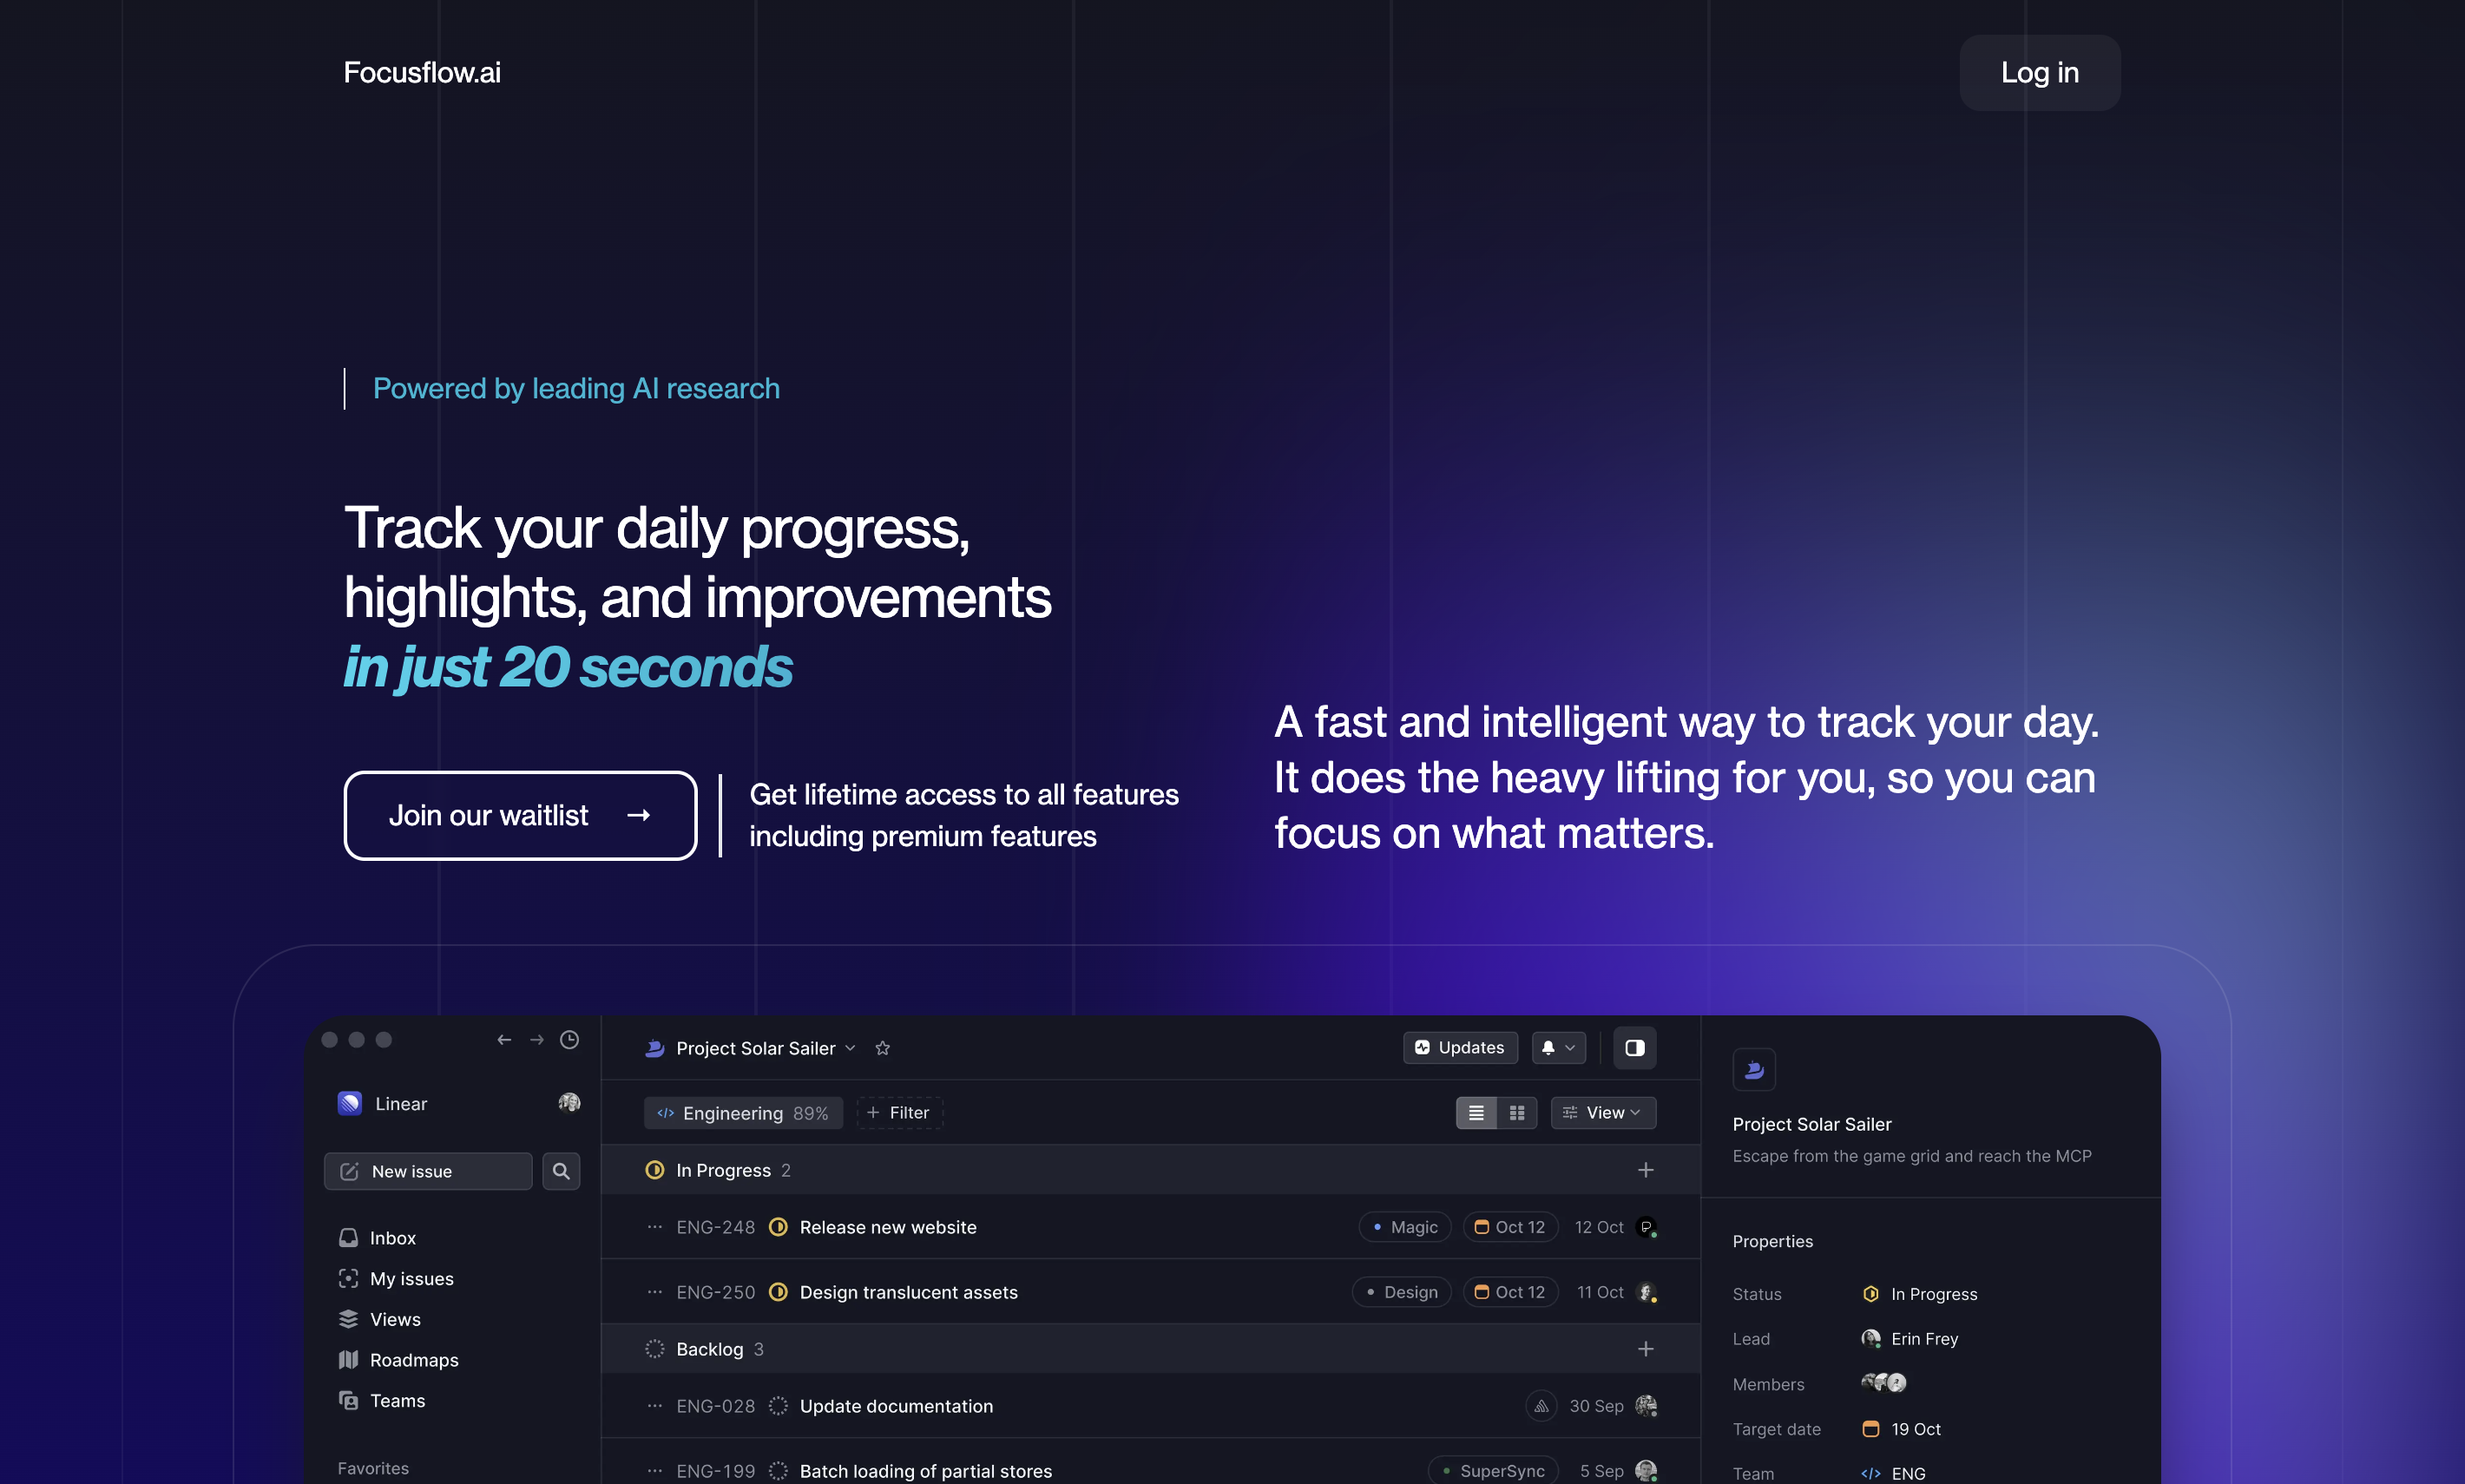 Focusflow.ai
Log in
Powered by leading AI research
Track your daily progress,
highlights, and improvements
in just 20 seconds
Join our waitlist →
Get lifetime access to all features
including premium features
A fast and intelligent way to track your day.
It does the heavy lifting for you, so you can
focus on what matters.
Linear
New issue
Inbox
My issues
Views
Roadmaps
Teams
Favorites
Project Solar Sailer
Updates
Engineering 89%
Filter
View
In Progress 2
ENG-248 Release new website Magic Oct 12 12 Oct
ENG-250 Design translucent assets Design Oct 12 11 Oct
Backlog 3
ENG-028 Update documentation 30 Sep
ENG-199 Batch loading of partial stores SuperSync 5 Sep
Project Solar Sailer
Escape from the game grid and reach the MCP
Properties
Status In Progress
Lead Erin Frey
Members
Target date 19 Oct
Team ENG